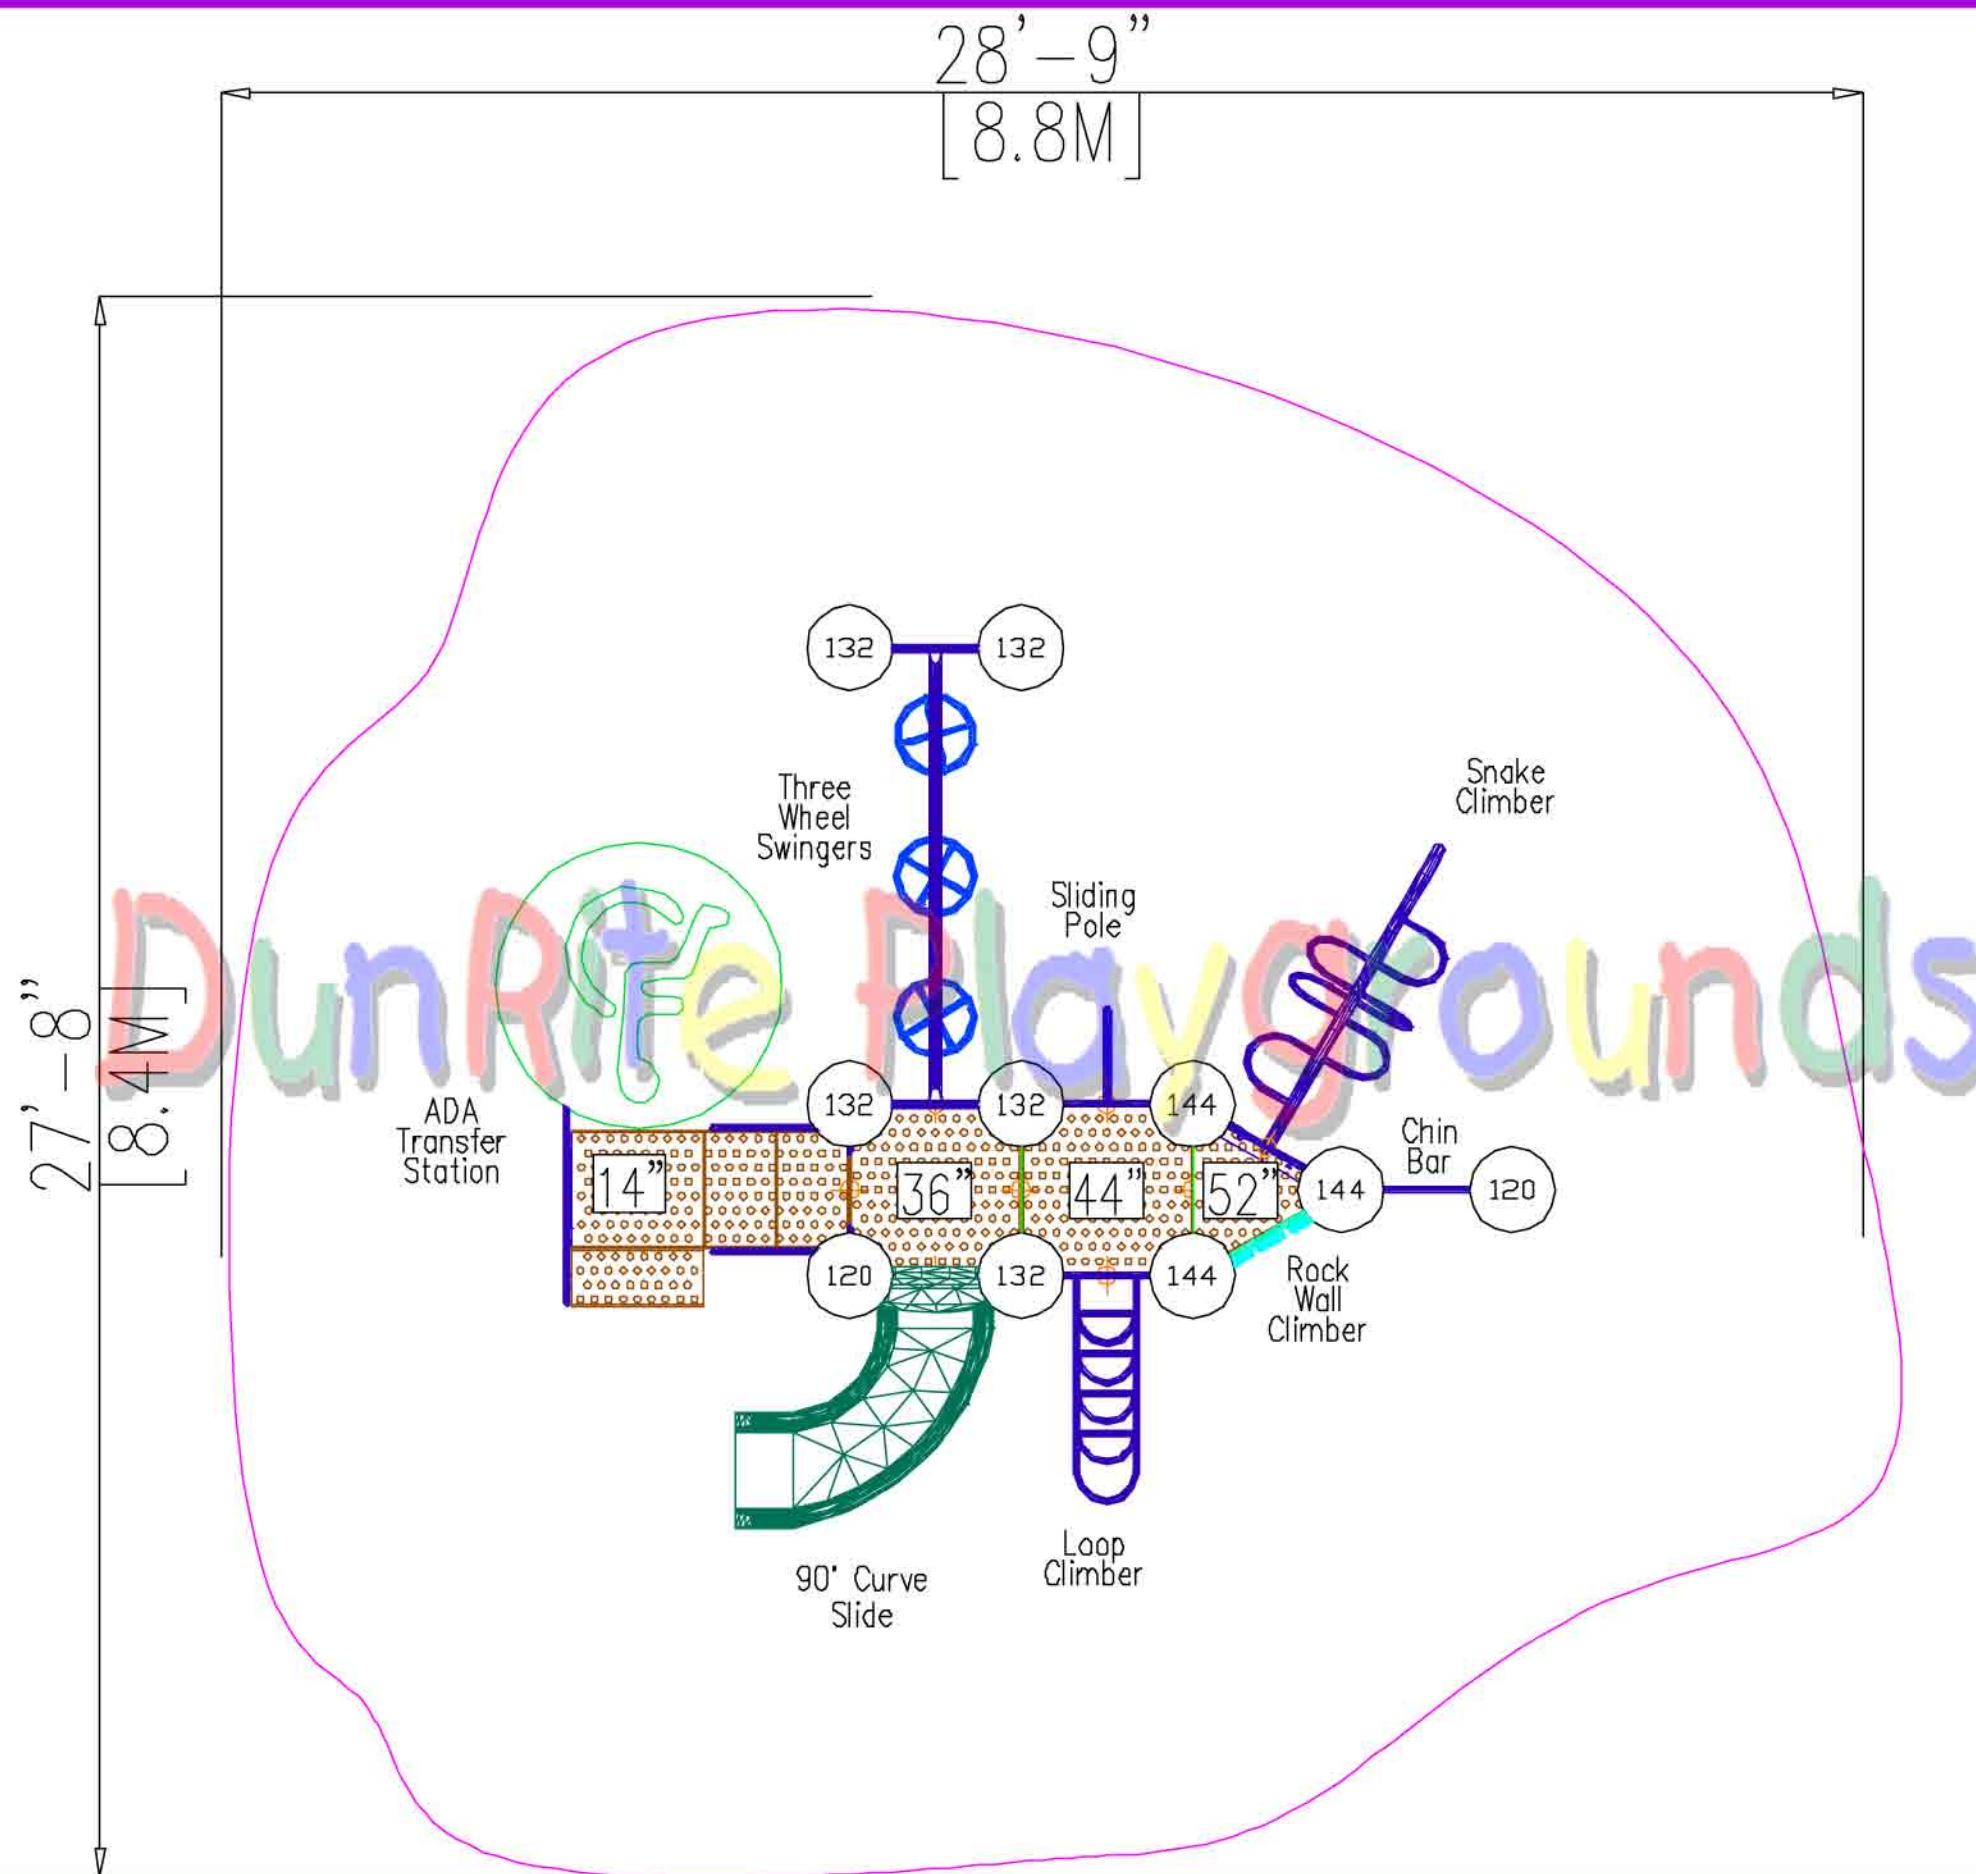 28'-9"
[8.8M]
27'-8"
[8.4M]
132
132
Three
Wheel
Swingers
Snake
Climber
Sliding
Pole
DunRite Playgrounds
ADA
Transfer
Station
132
132
144
Chin
Bar
14"
36"
44"
52"
144
120
120
132
144
Rock
Wall
Climber
Loop
Climber
90° Curve
Slide